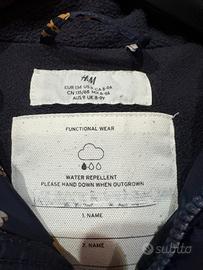 H&M
EUR 134 US 8-9Y
CN 135/68
AUS 9 UK 8-9Y
FUNCTIONAL WEAR
WATER REPELLENT
PLEASE HAND DOWN WHEN OUTGROWN
1. NAME
2. NAME
subito